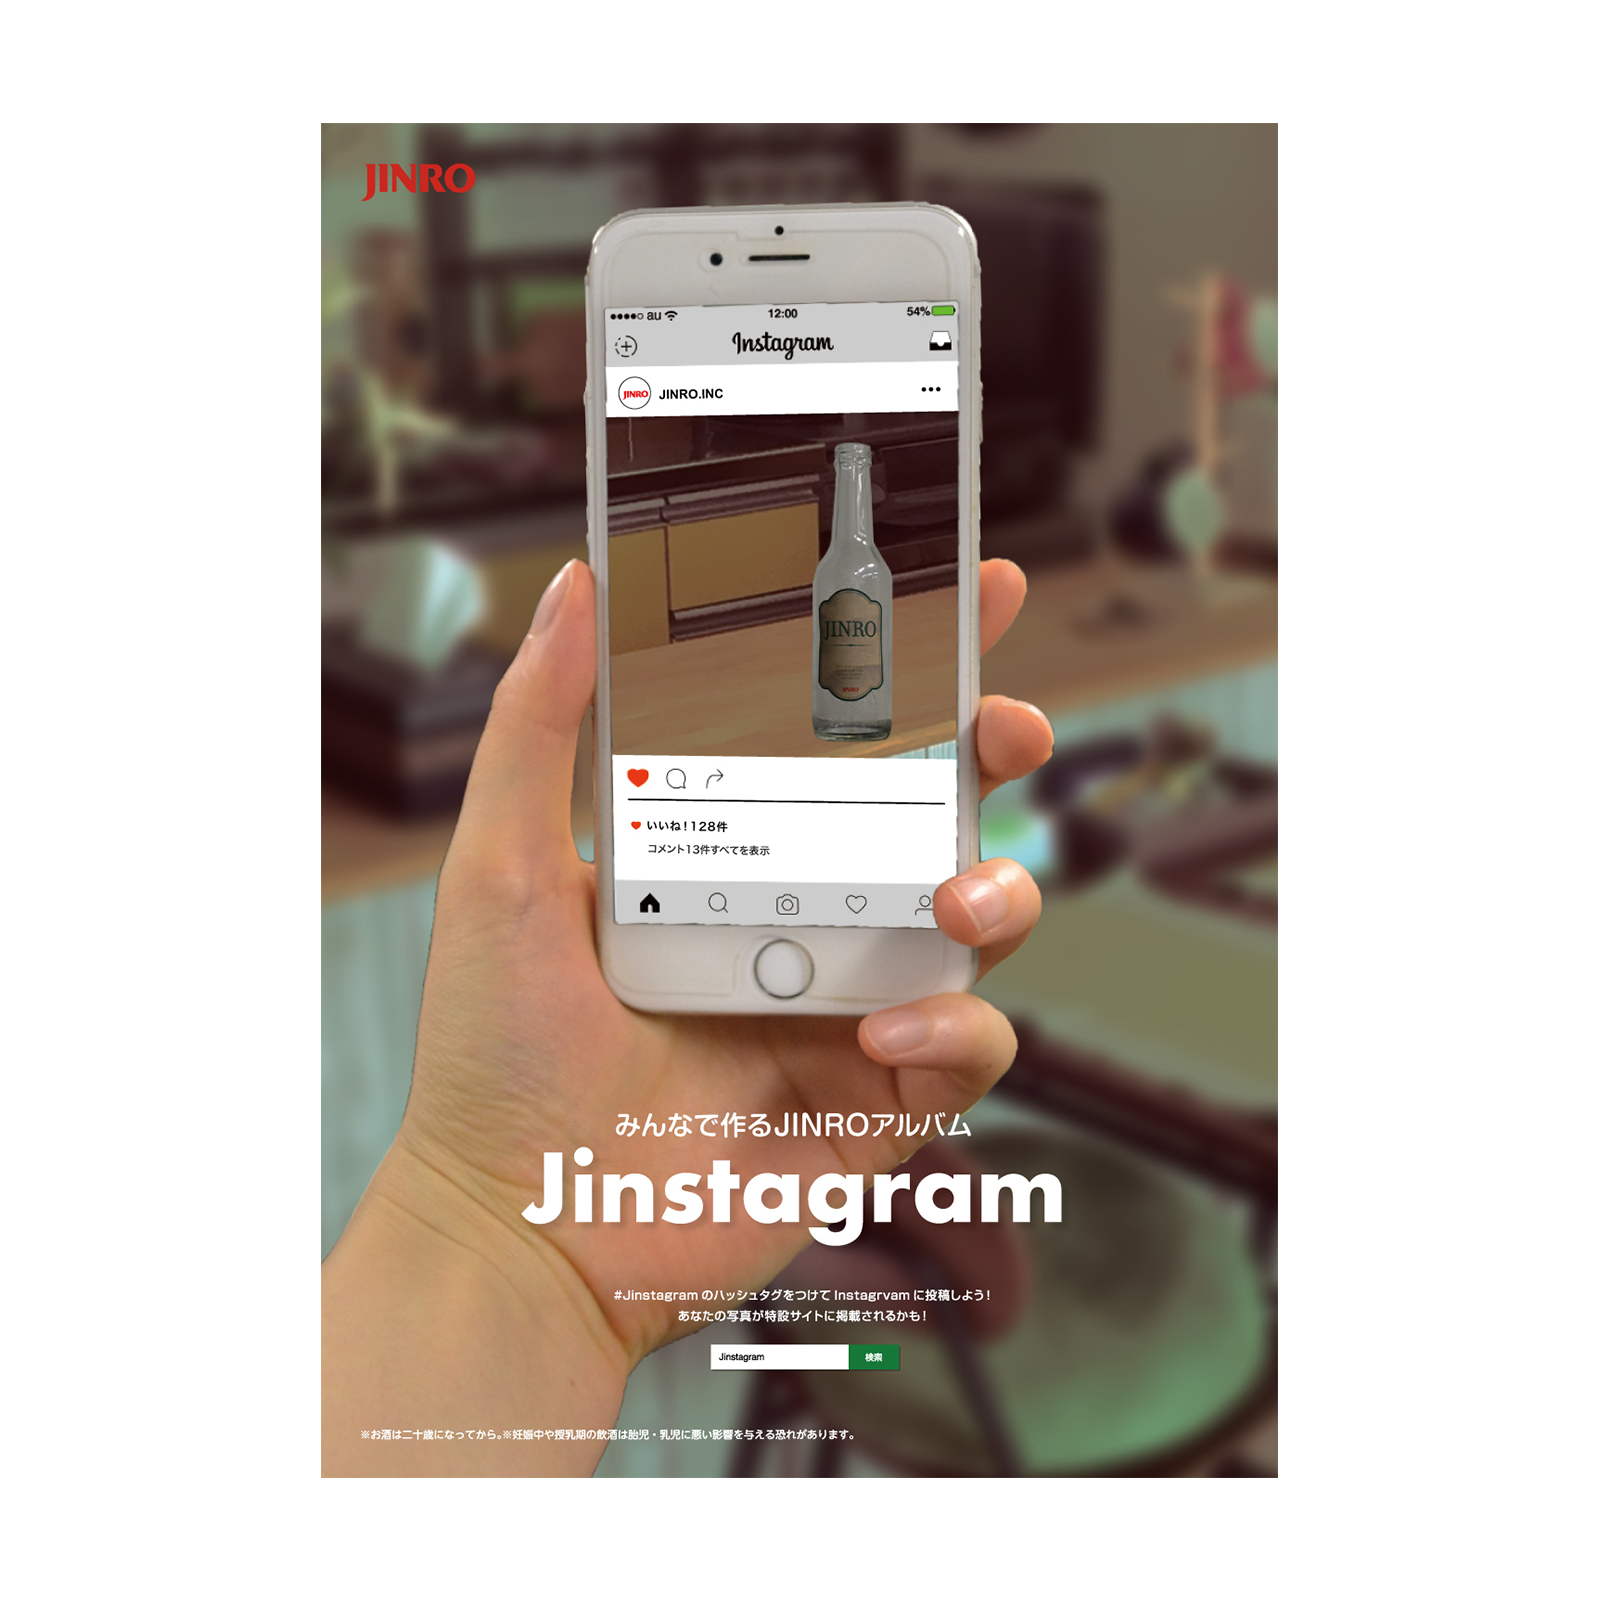 JINRO
au 12:00 54%
Instagram
JINRO JINRO.INC
JINRO
JINRO
いいね！128件
コメント13件すべてを表示
みんなで作るJINROアルバム
Jinstagram
#Jinstagram のハッシュタグをつけて Instagrvam に投稿しよう！
あなたの写真が特設サイトに掲載されるかも！
Jinstagram 検索
※お酒は二十歳になってから。※妊娠中や授乳期の飲酒は胎児・乳児に悪い影響を与える恐れがあります。